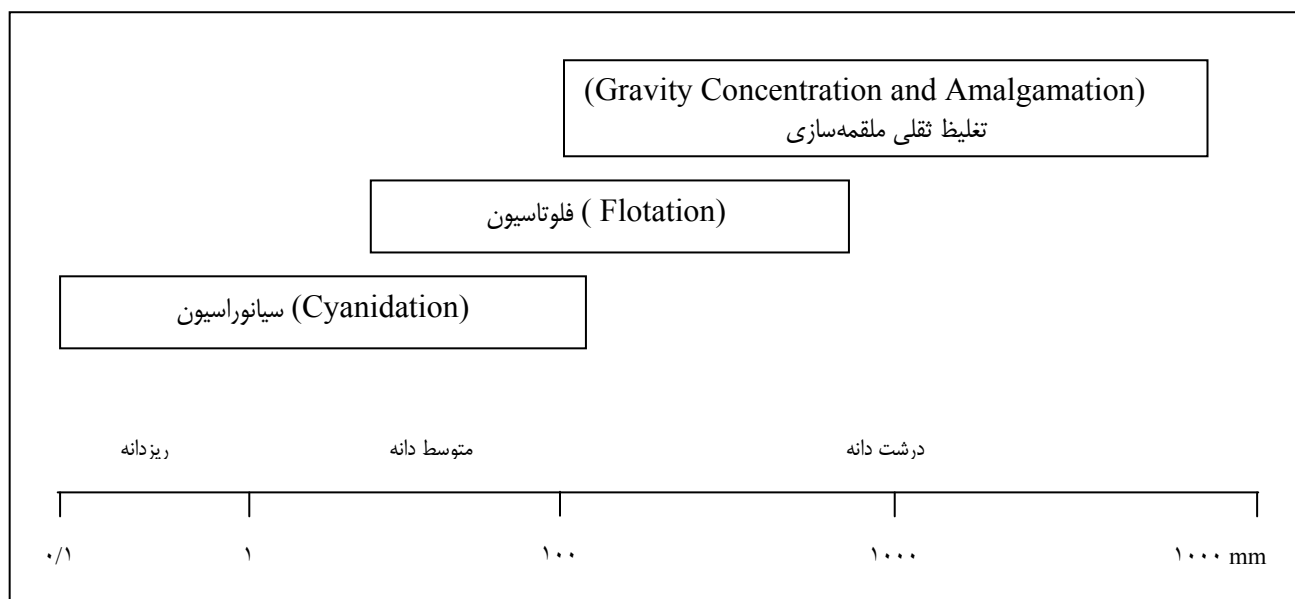 (Gravity Concentration and Amalgamation)
تغلیظ ثقلی ملقمه‌سازی
فلوتاسیون ( Flotation)
سیانوراسیون (Cyanidation)
ریزدانه
متوسط دانه
درشت دانه
۰/۱
۱
۱۰۰
۱۰۰۰
۱۰۰۰ mm